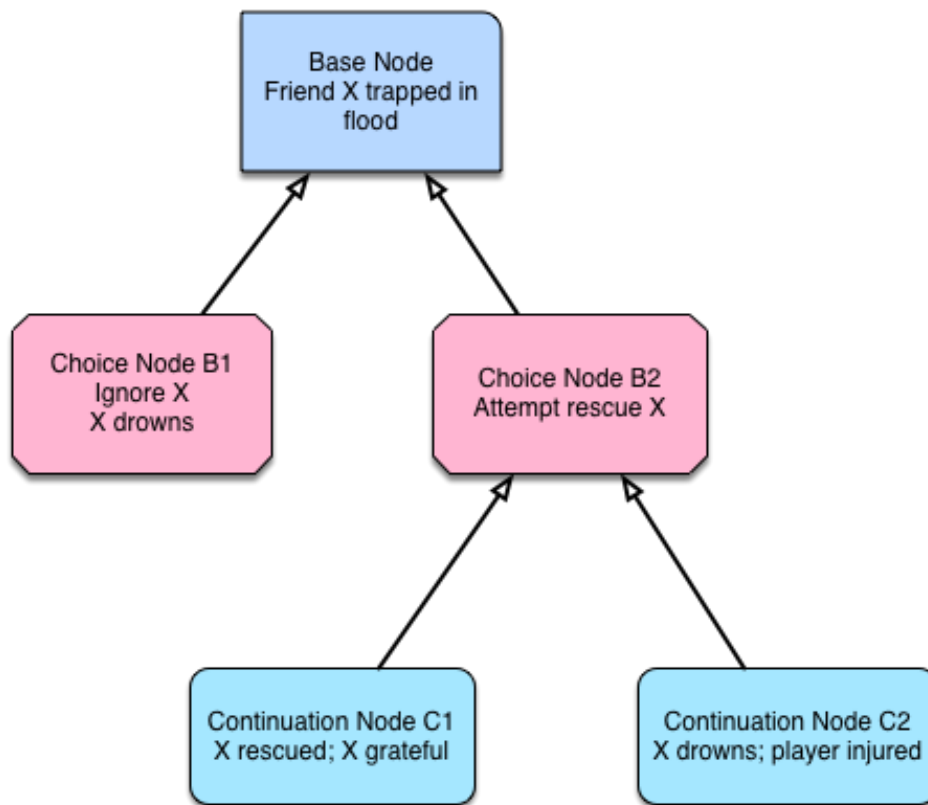 Base Node
Friend X trapped in
flood
Choice Node B1
Ignore X
X drowns
Choice Node B2
Attempt rescue X
Continuation Node C1
X rescued; X grateful
Continuation Node C2
X drowns; player injured